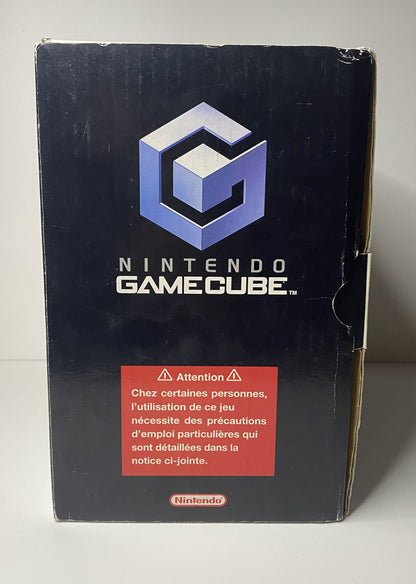 NINTENDO
GAMECUBE™
⚠ Attention ⚠
Chez certaines personnes,
l'utilisation de ce jeu
nécessite des précautions
d'emploi particulières qui
sont détaillées dans la
notice ci-jointe.
Nintendo®